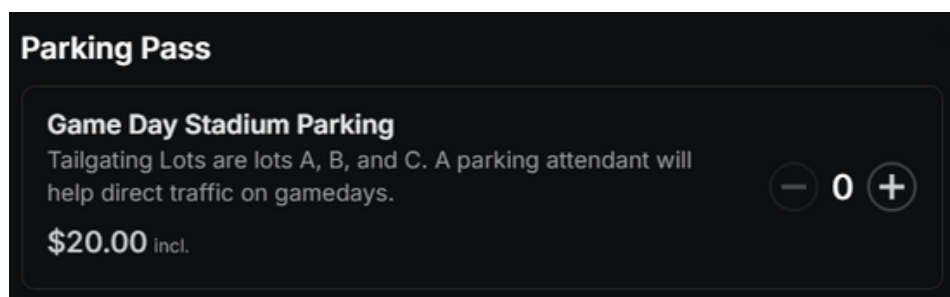 Parking Pass
Game Day Stadium Parking
Tailgating Lots are lots A, B, and C. A parking attendant will
help direct traffic on gamedays.
− 0 +
$20.00 incl.